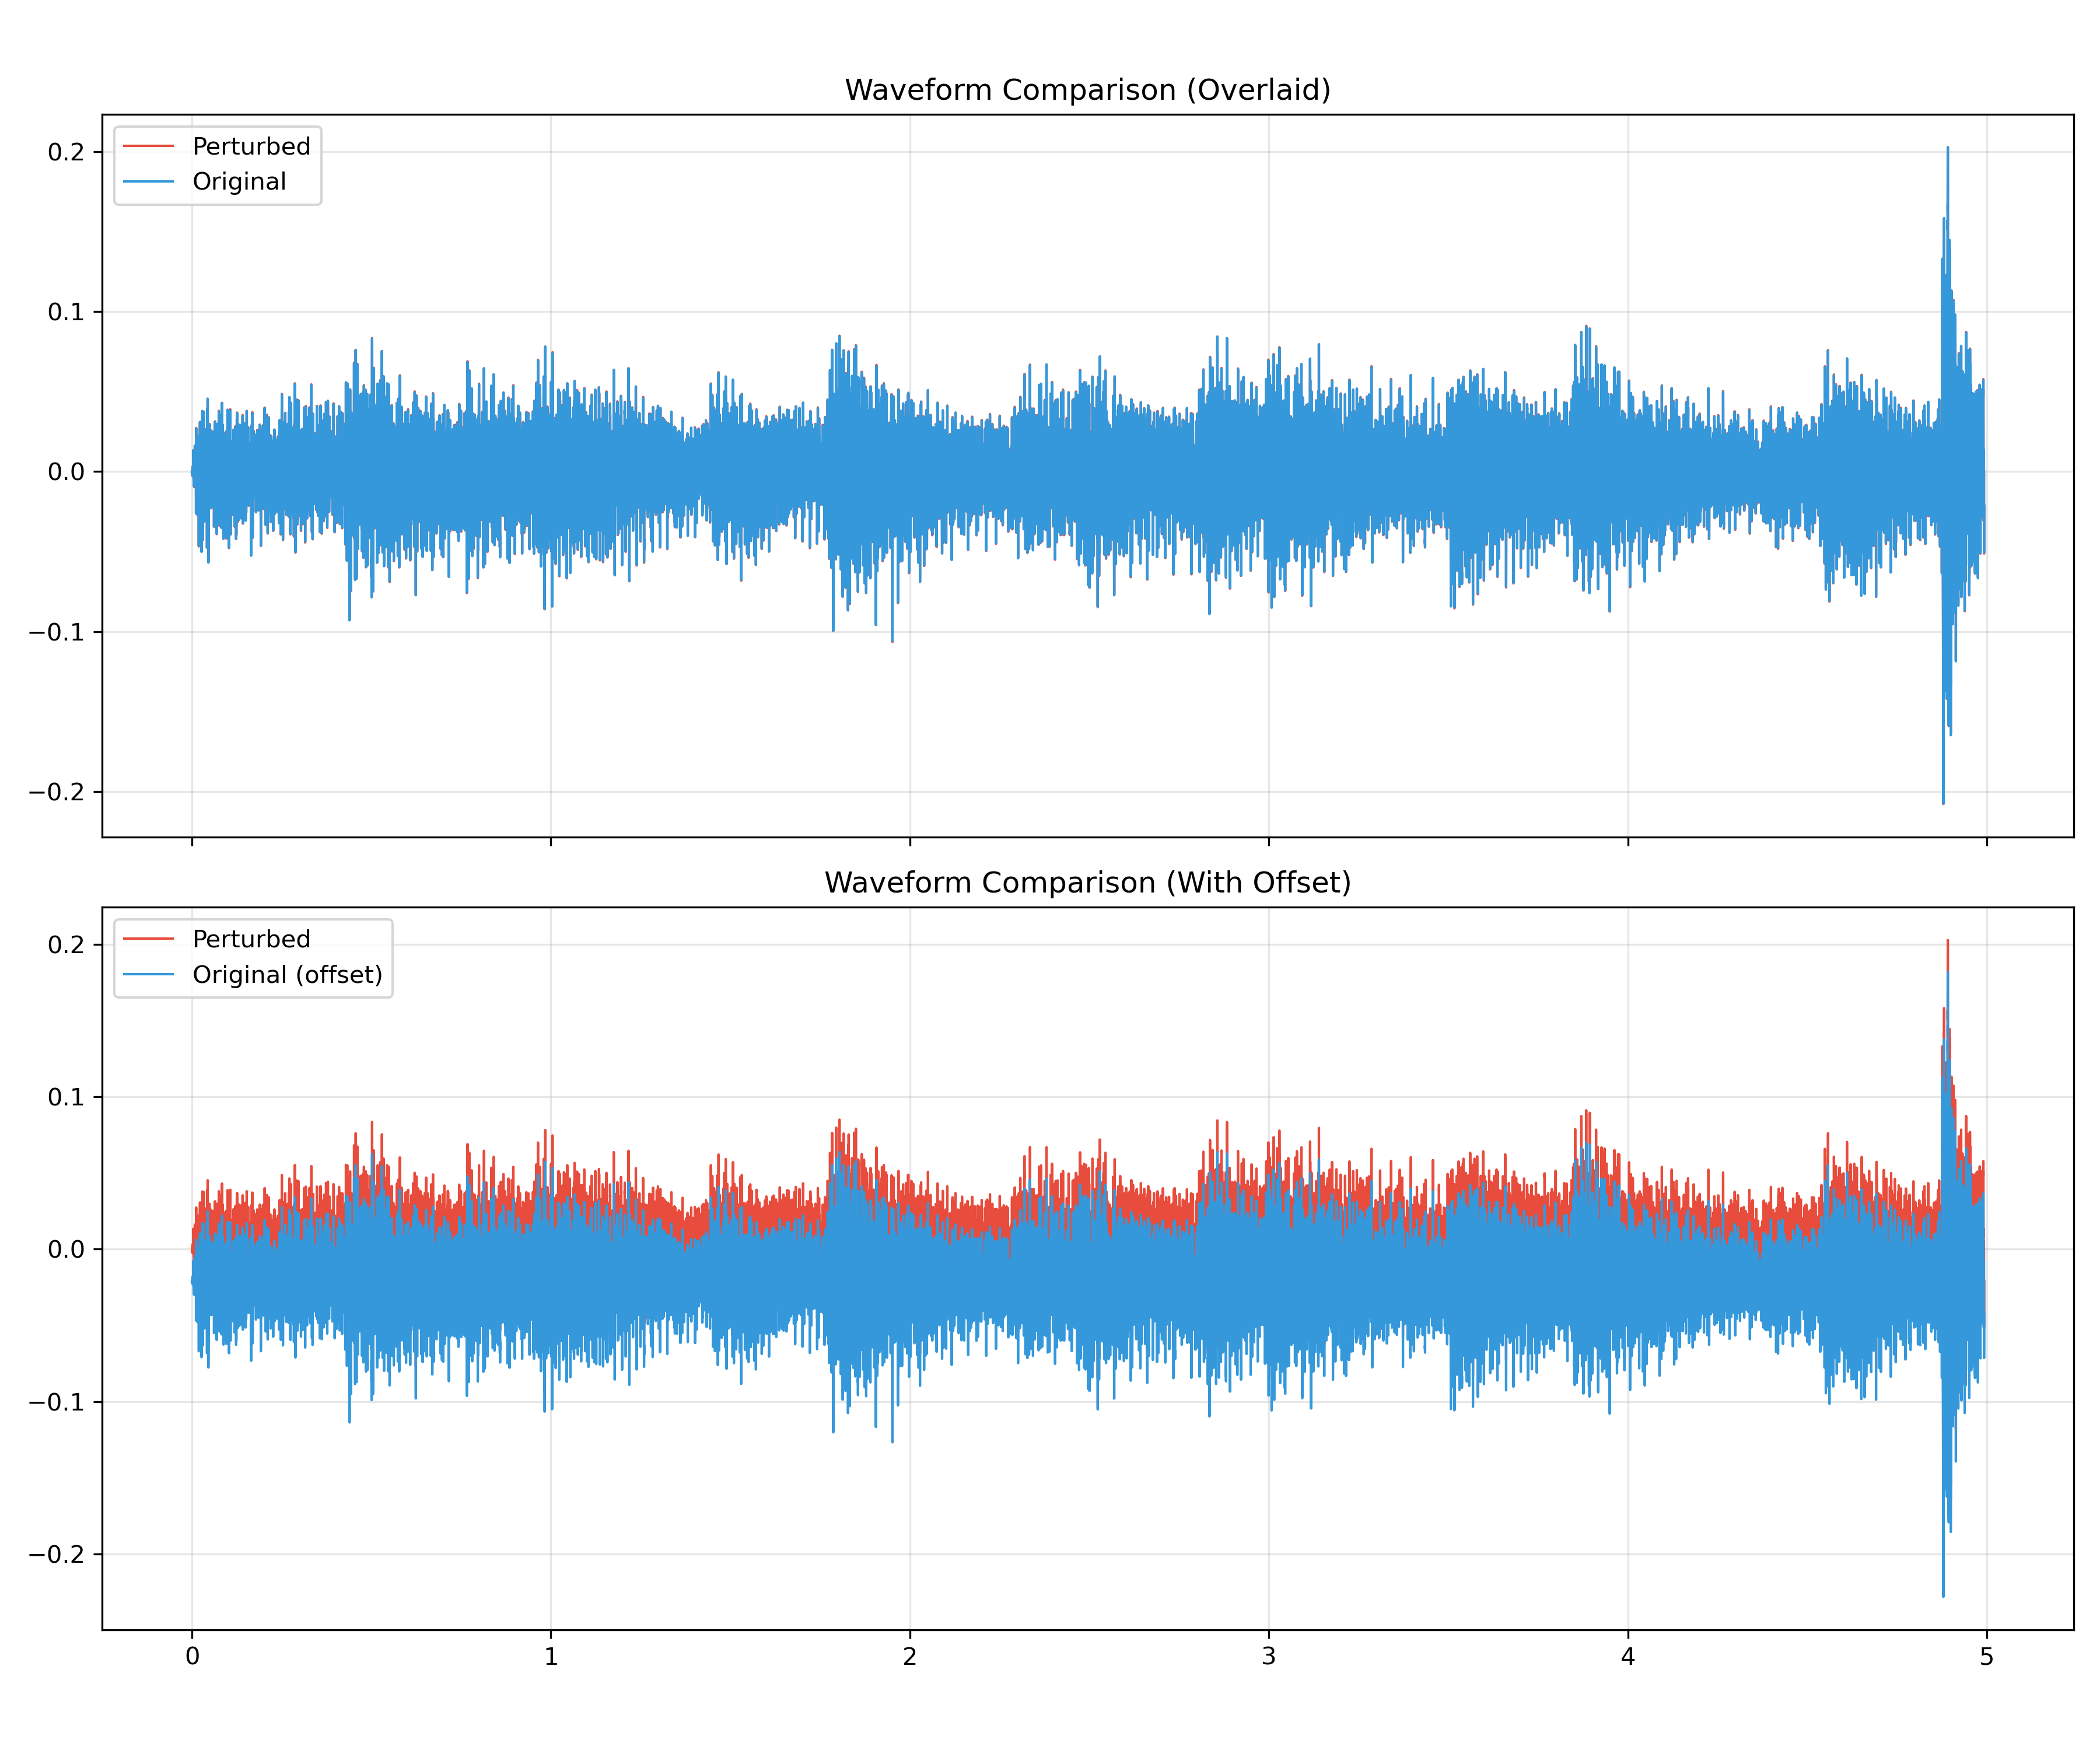 Waveform Comparison (Overlaid)
Perturbed
Original
0.2
0.1
0.0
−0.1
−0.2
Waveform Comparison (With Offset)
Perturbed
Original (offset)
0.2
0.1
0.0
−0.1
−0.2
0 1 2 3 4 5